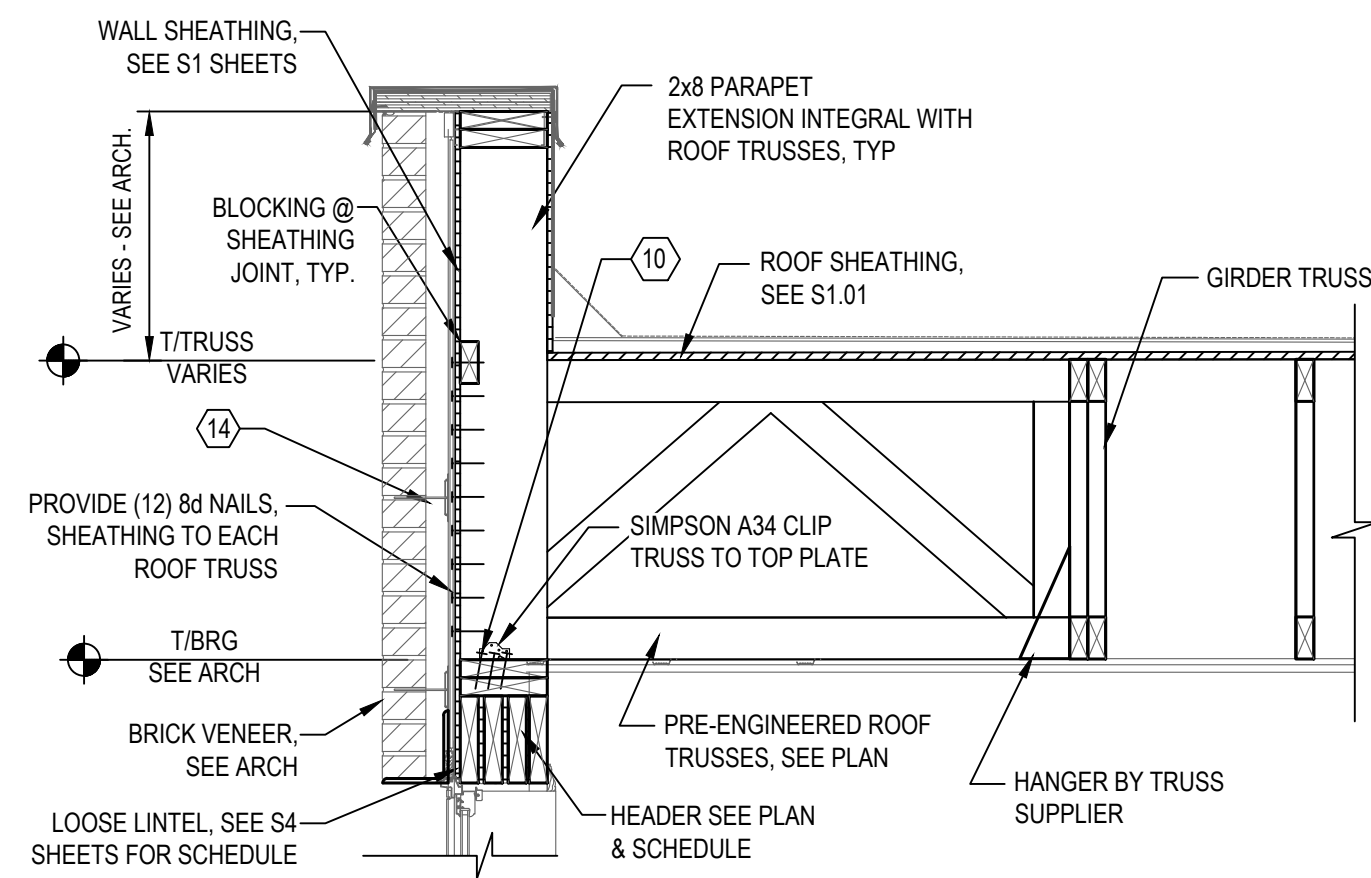 WALL SHEATHING,
SEE S1 SHEETS
2x8 PARAPET
EXTENSION INTEGRAL WITH
ROOF TRUSSES, TYP
VARIES - SEE ARCH.
BLOCKING @
SHEATHING
JOINT, TYP.
10
ROOF SHEATHING,
SEE S1.01
GIRDER TRUSS
T/TRUSS
VARIES
14
PROVIDE (12) 8d NAILS,
SHEATHING TO EACH
ROOF TRUSS
SIMPSON A34 CLIP
TRUSS TO TOP PLATE
T/BRG
SEE ARCH
BRICK VENEER,
SEE ARCH
PRE-ENGINEERED ROOF
TRUSSES, SEE PLAN
HANGER BY TRUSS
SUPPLIER
LOOSE LINTEL, SEE S4
SHEETS FOR SCHEDULE
HEADER SEE PLAN
& SCHEDULE